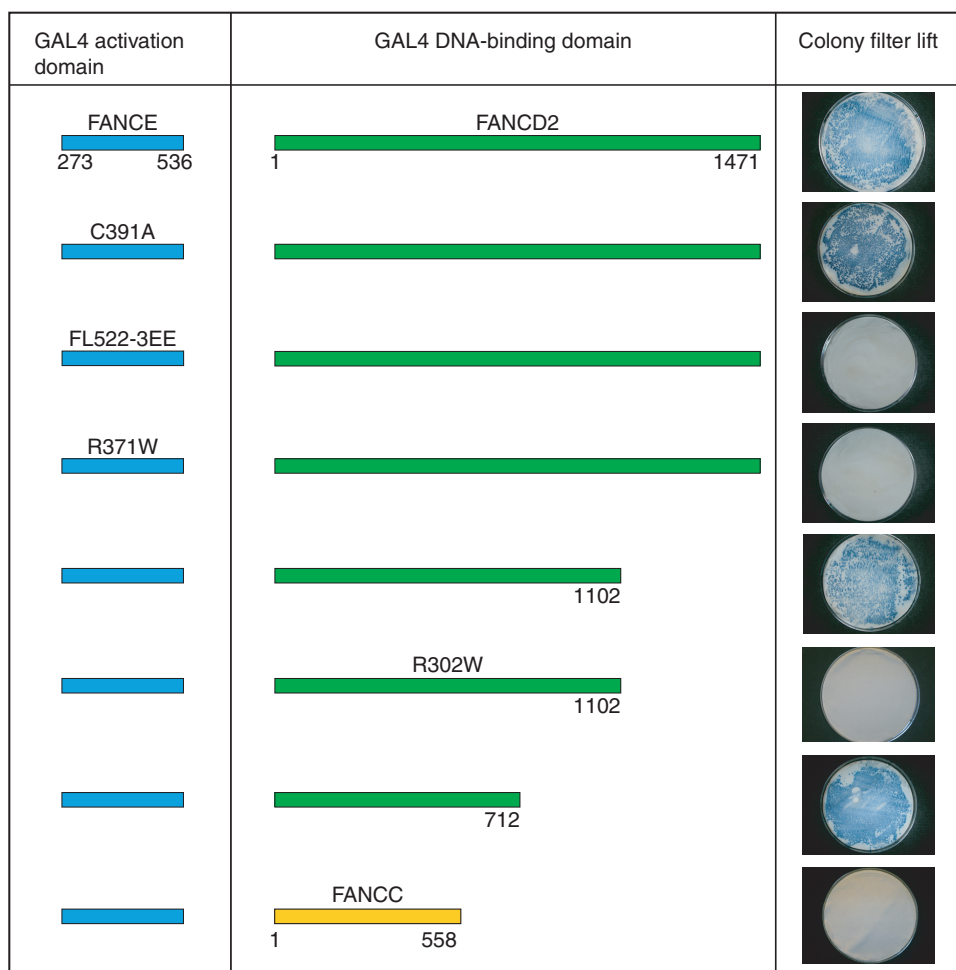 GAL4 activation
domain
GAL4 DNA-binding domain
Colony filter lift
FANCE
FANCD2
273 536
1 1471
C391A
FL522-3EE
R371W
1102
R302W
1102
712
FANCC
1 558